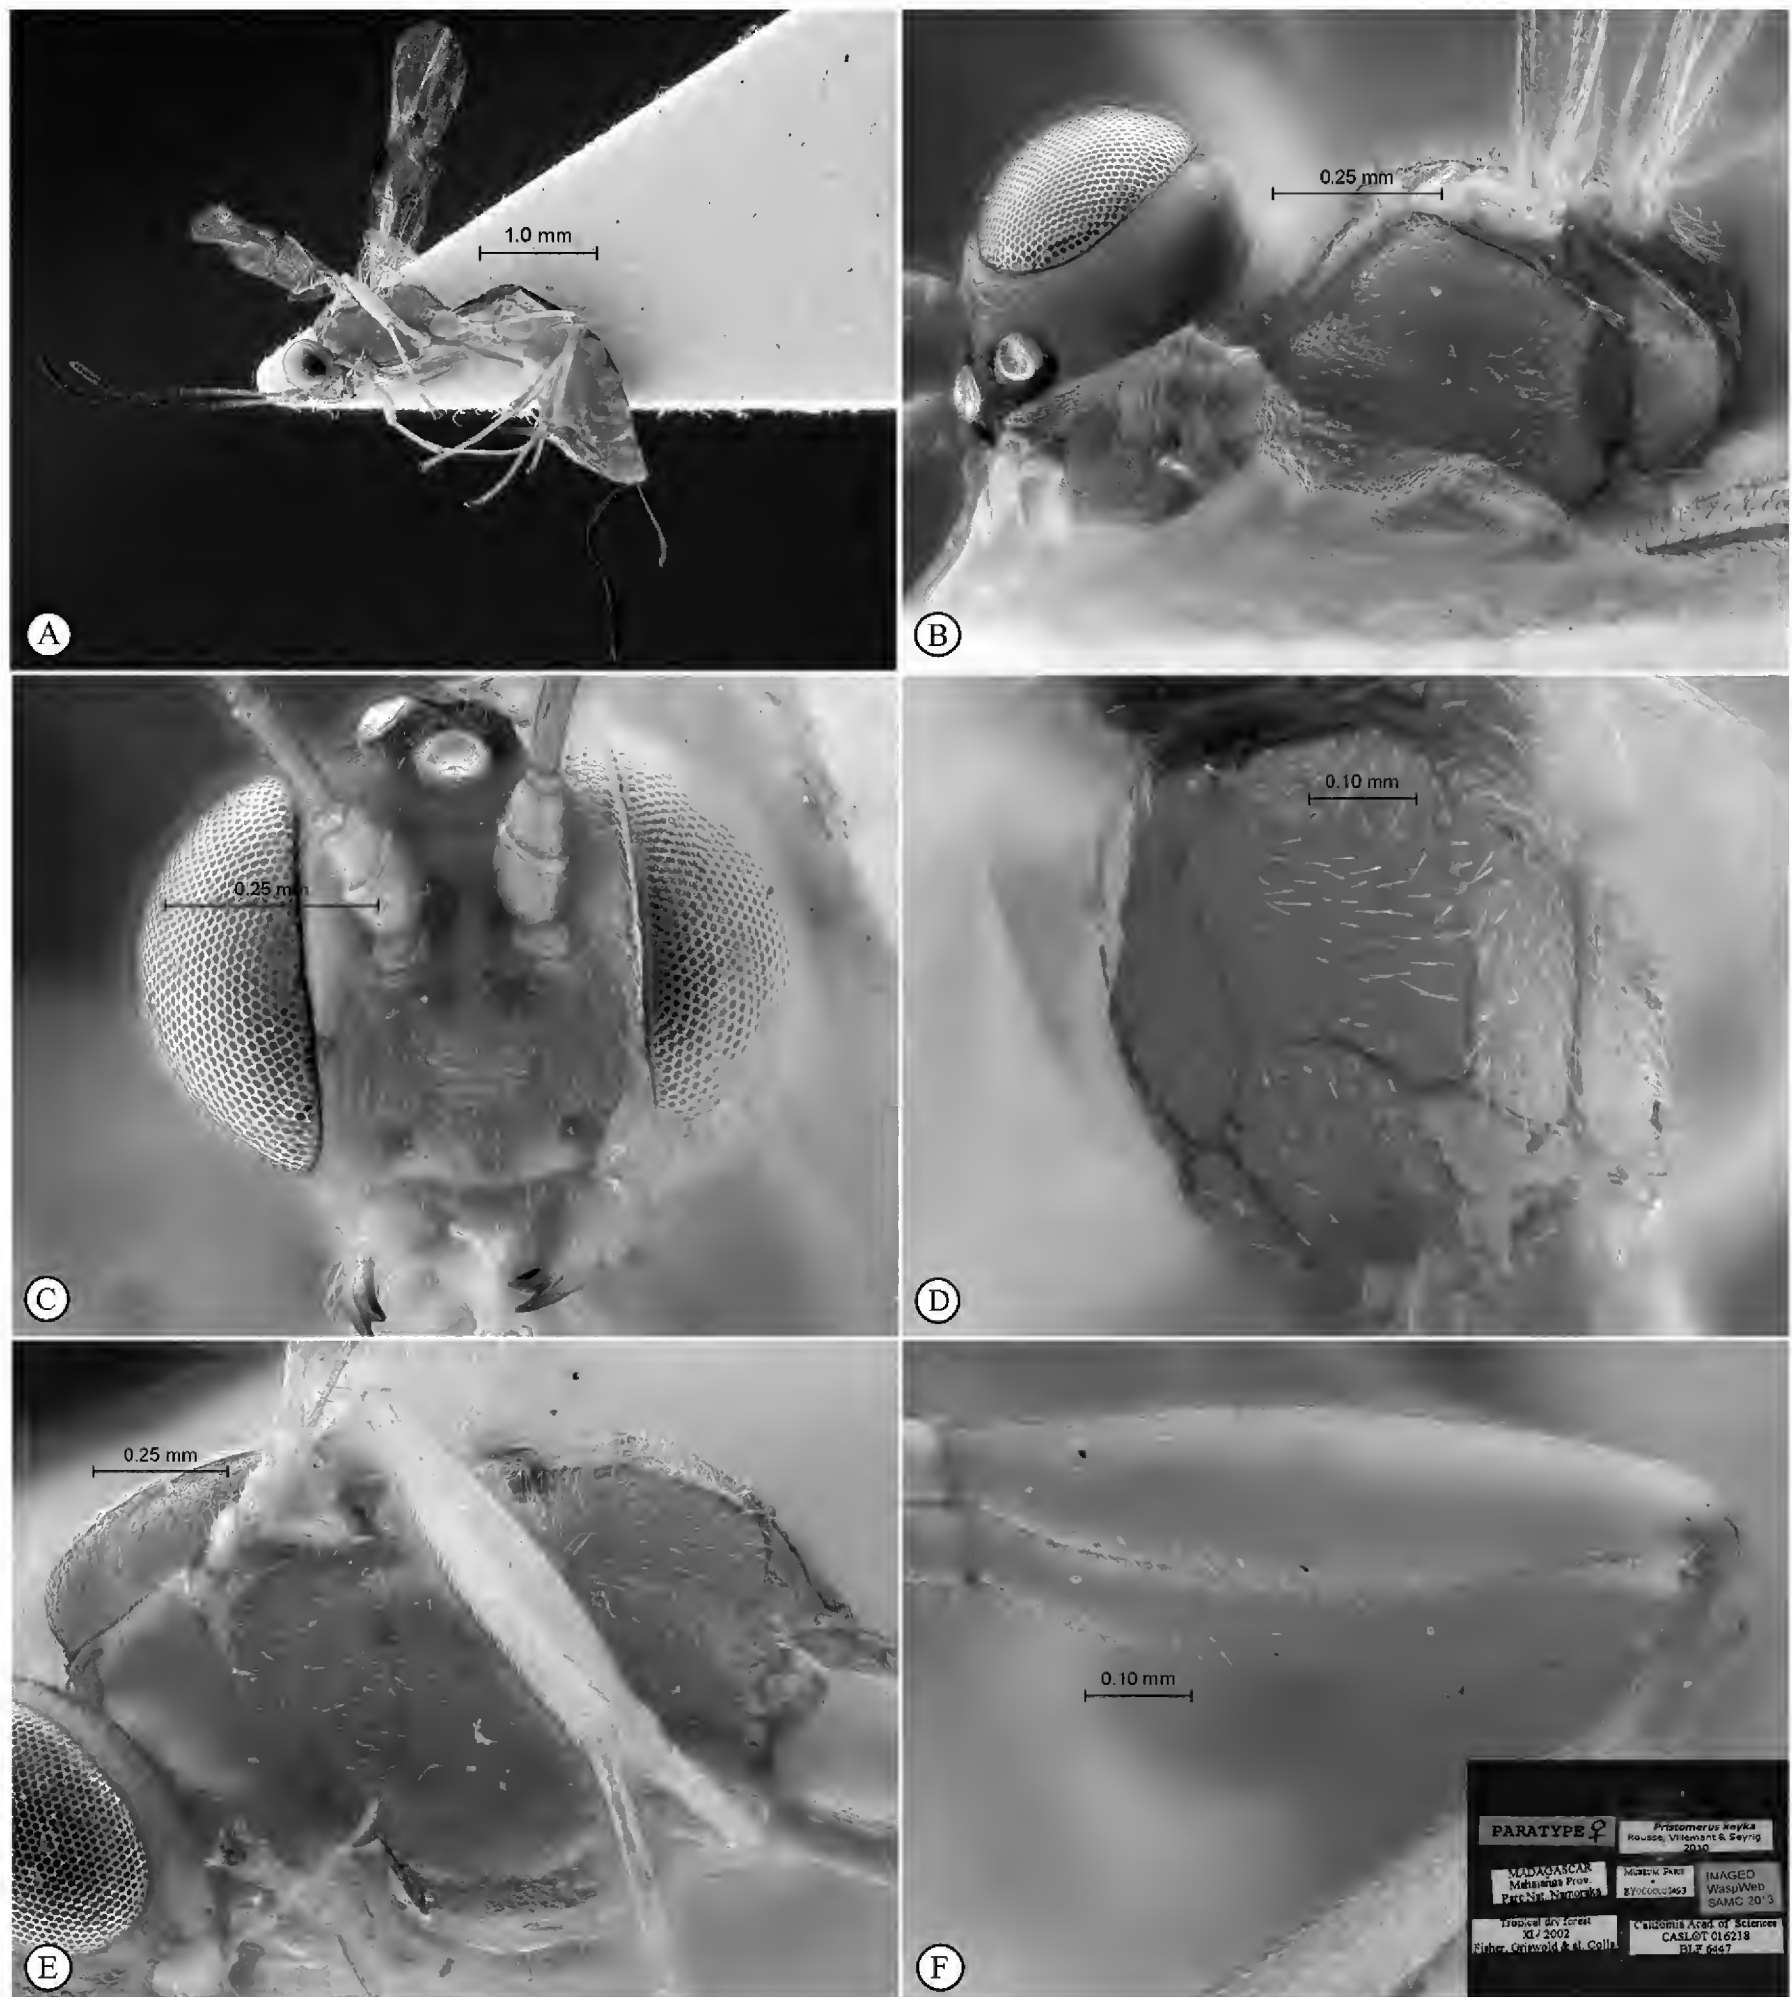 1.0 mm
A
0.25 mm
B
0.25 mm
C
0.10 mm
D
0.25 mm
E
0.10 mm
F
PARATYPE ♀
Pristomerus keyka
Rousse, Villemant & Seyrig
2010
MADAGASCAR
Mahajanga Prov.
Parc Nat. Namoroka
MUSEUM PARIS
IMAGED
WaspWeb
SAMC 2013
Tropical dry forest
XI/ 2002
Fisher, Griswold & al. Colls.
California Acad. of Sciences
CASLOT 016218
BLF 6447